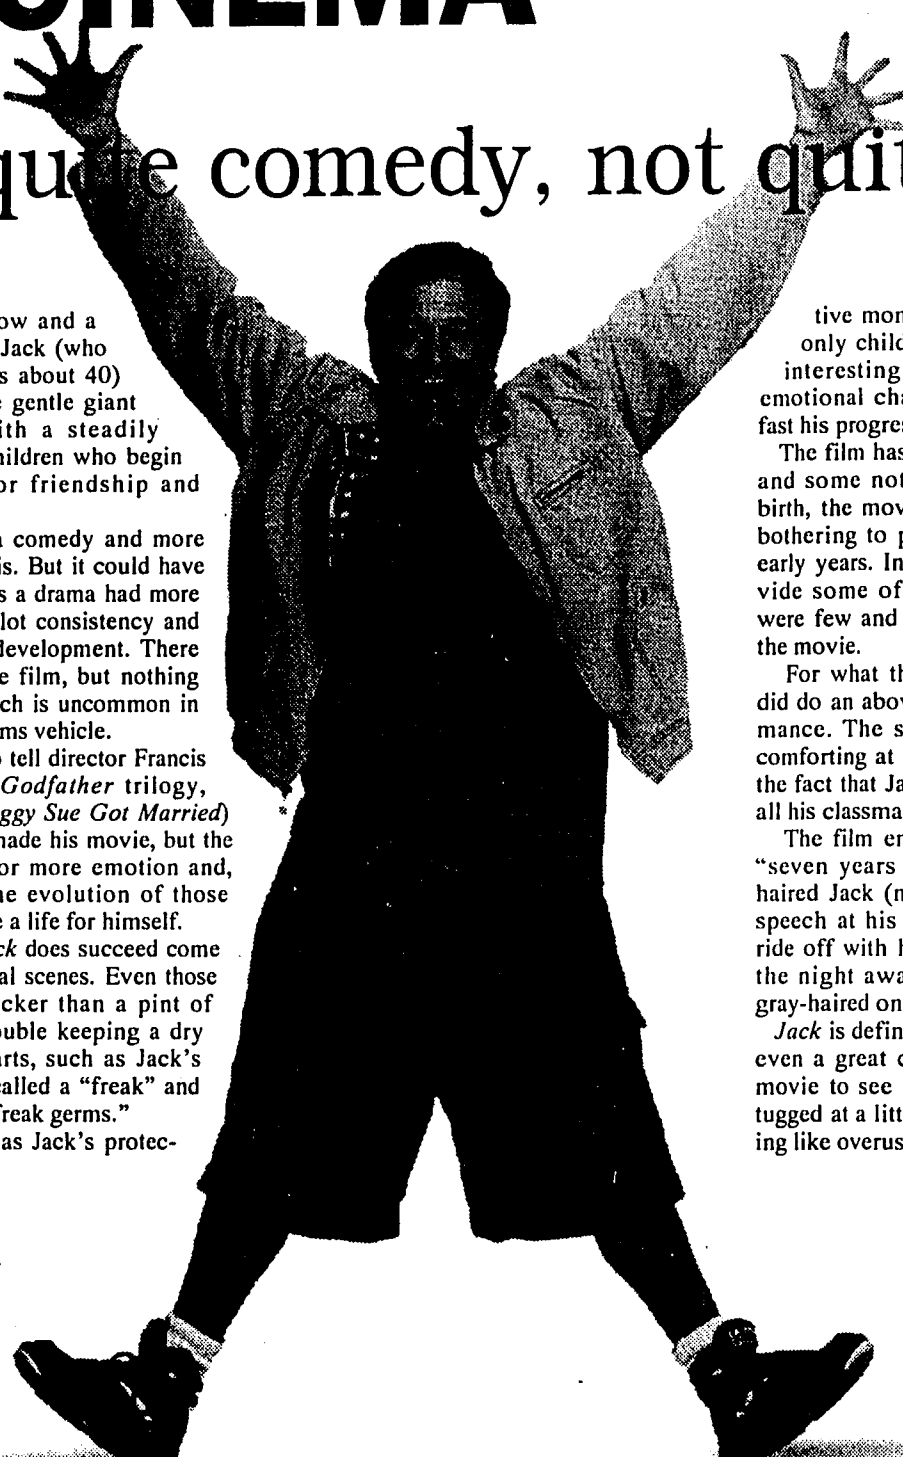 CINEMA
quite comedy, not quit
ow and a
Jack (who
s about 40)
gentle giant
ith a steadily
hildren who begin
or friendship and
a comedy and more
is. But it could have
s a drama had more
lot consistency and
development. There
e film, but nothing
ch is uncommon in
ms vehicle.
o tell director Francis
Godfather trilogy,
ggy Sue Got Married)
made his movie, but the
or more emotion and,
he evolution of those
e a life for himself.
ck does succeed come
al scenes. Even those
cker than a pint of
ouble keeping a dry
arts, such as Jack's
called a “freak” and
freak germs.”
as Jack's protec-
tive mor
only chil
interesting
emotional cha
fast his progre
The film has
and some not
birth, the mov
bothering to p
early years. In
vide some of
were few and
the movie.
For what th
did do an abov
mance. The s
comforting at
the fact that Ja
all his classma
The film en
“seven years
haired Jack (n
speech at his
ride off with h
the night awa
gray-haired on
Jack is defin
even a great c
movie to see
tugged at a litt
ing like overus